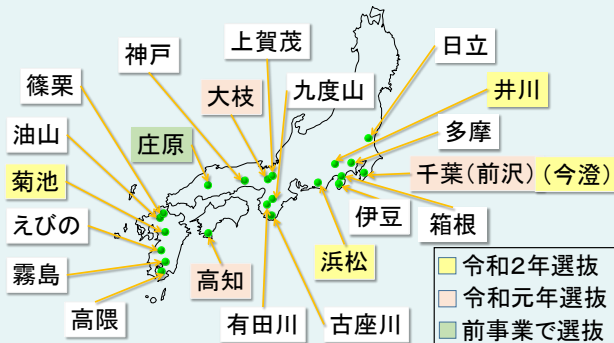 上賀茂
日立
神戸
篠栗
大枝
九度山
井川
油山
庄原
多摩
菊池
千葉（前沢）（今澄）
えびの
伊豆
箱根
霧島
高知
浜松
高隈
有田川
古座川
令和2年選抜
令和元年選抜
前事業で選抜